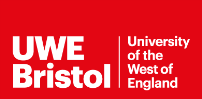 UWE
Bristol
University
of the
West of
England